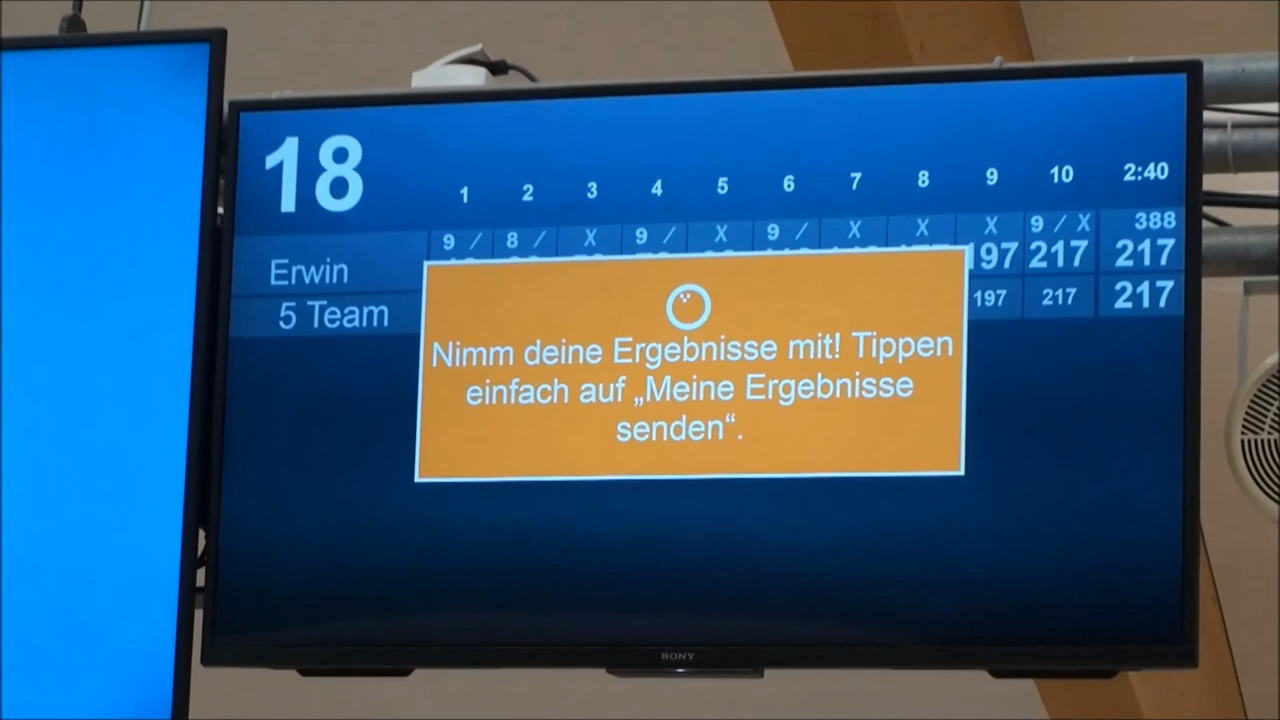 18
1 2 3 4 5 6 7 8 9 10 2:40
9 / 8 / X 9 / X 9 / X X X 9 / X 388
Erwin 197 217 217
5 Team 197 217 217
Nimm deine Ergebnisse mit! Tippen
einfach auf „Meine Ergebnisse
senden“.
SONY